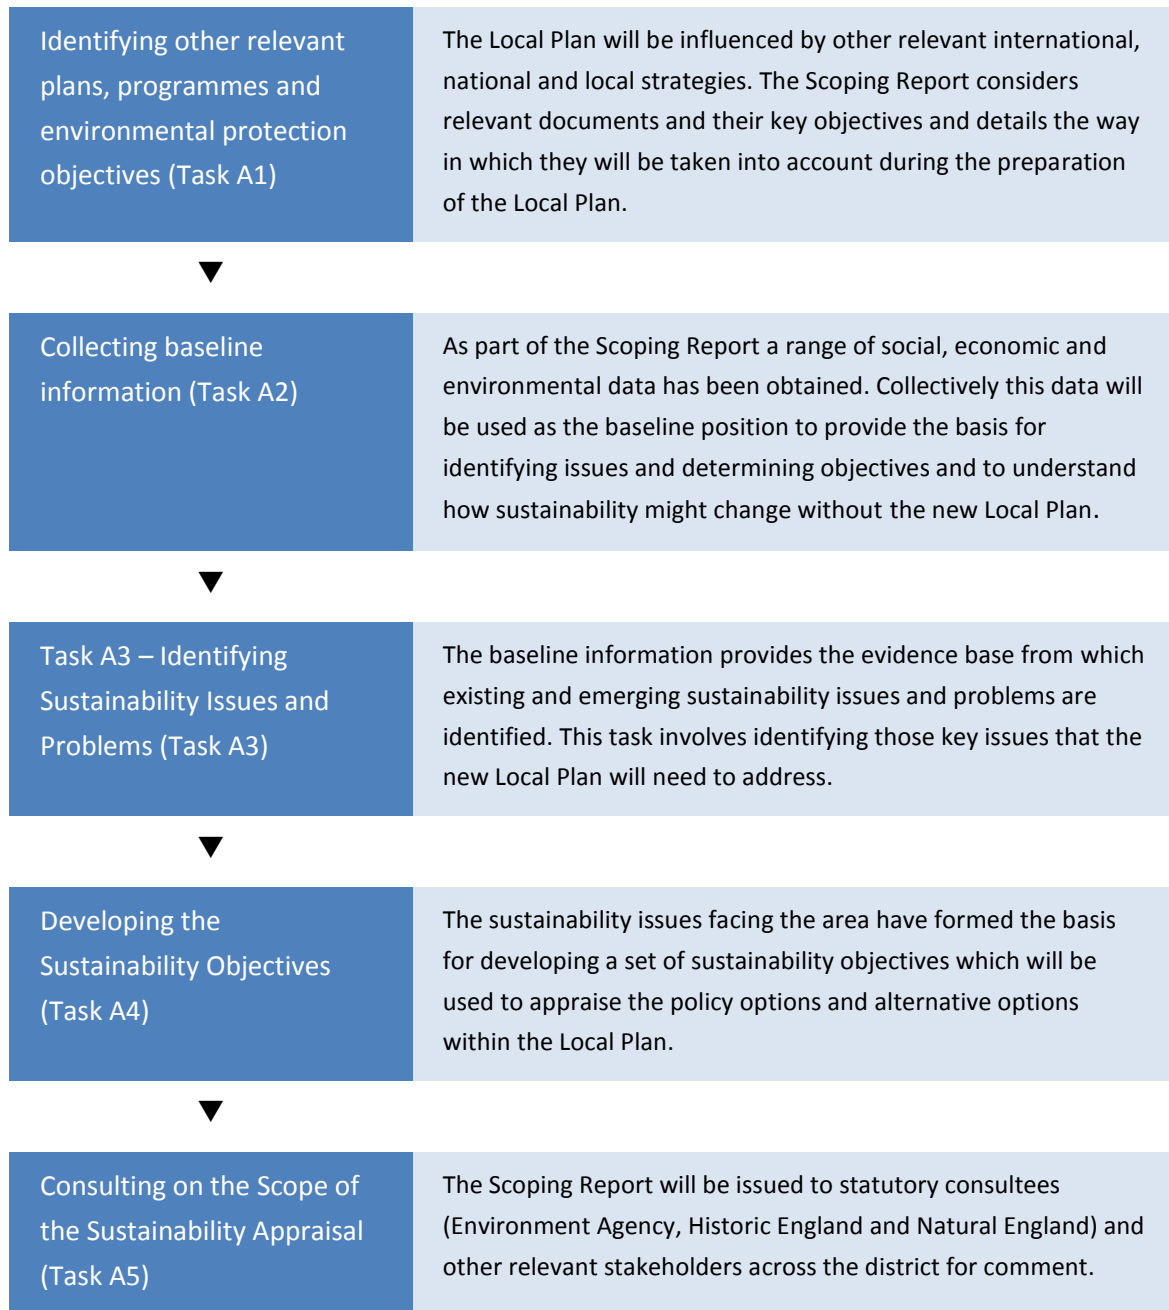 Identifying other relevant
plans, programmes and
environmental protection
objectives (Task A1)
The Local Plan will be influenced by other relevant international,
national and local strategies. The Scoping Report considers
relevant documents and their key objectives and details the way
in which they will be taken into account during the preparation
of the Local Plan.
Collecting baseline
information (Task A2)
As part of the Scoping Report a range of social, economic and
environmental data has been obtained. Collectively this data will
be used as the baseline position to provide the basis for
identifying issues and determining objectives and to understand
how sustainability might change without the new Local Plan.
Task A3 – Identifying
Sustainability Issues and
Problems (Task A3)
The baseline information provides the evidence base from which
existing and emerging sustainability issues and problems are
identified. This task involves identifying those key issues that the
new Local Plan will need to address.
Developing the
Sustainability Objectives
(Task A4)
The sustainability issues facing the area have formed the basis
for developing a set of sustainability objectives which will be
used to appraise the policy options and alternative options
within the Local Plan.
Consulting on the Scope of
the Sustainability Appraisal
(Task A5)
The Scoping Report will be issued to statutory consultees
(Environment Agency, Historic England and Natural England) and
other relevant stakeholders across the district for comment.